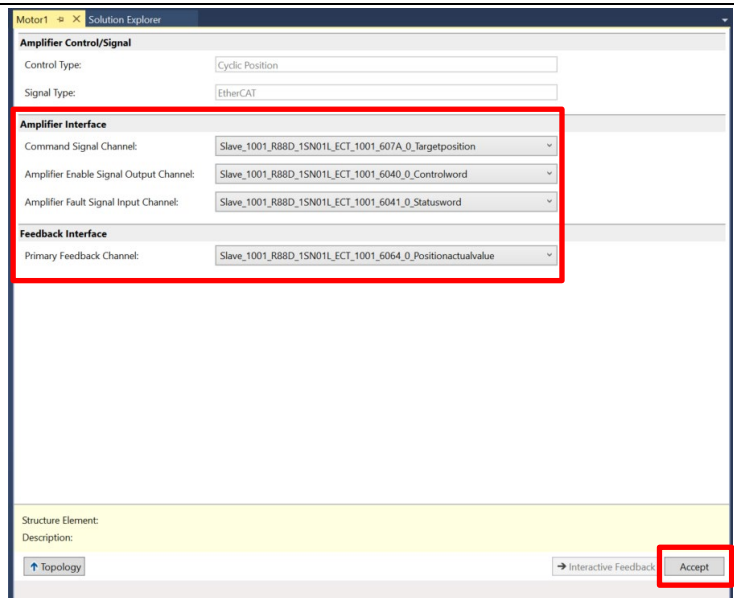 Motor1 Solution Explorer
Amplifier Control/Signal
Control Type: Cyclic Position
Signal Type: EtherCAT
Amplifier Interface
Command Signal Channel: Slave_1001_R88D_1SN01L_ECT_1001_607A_0_Targetposition
Amplifier Enable Signal Output Channel: Slave_1001_R88D_1SN01L_ECT_1001_6040_0_Controlword
Amplifier Fault Signal Input Channel: Slave_1001_R88D_1SN01L_ECT_1001_6041_0_Statusword
Feedback Interface
Primary Feedback Channel: Slave_1001_R88D_1SN01L_ECT_1001_6064_0_Positionactualvalue
Structure Element:
Description:
Topology Interactive Feedback Accept